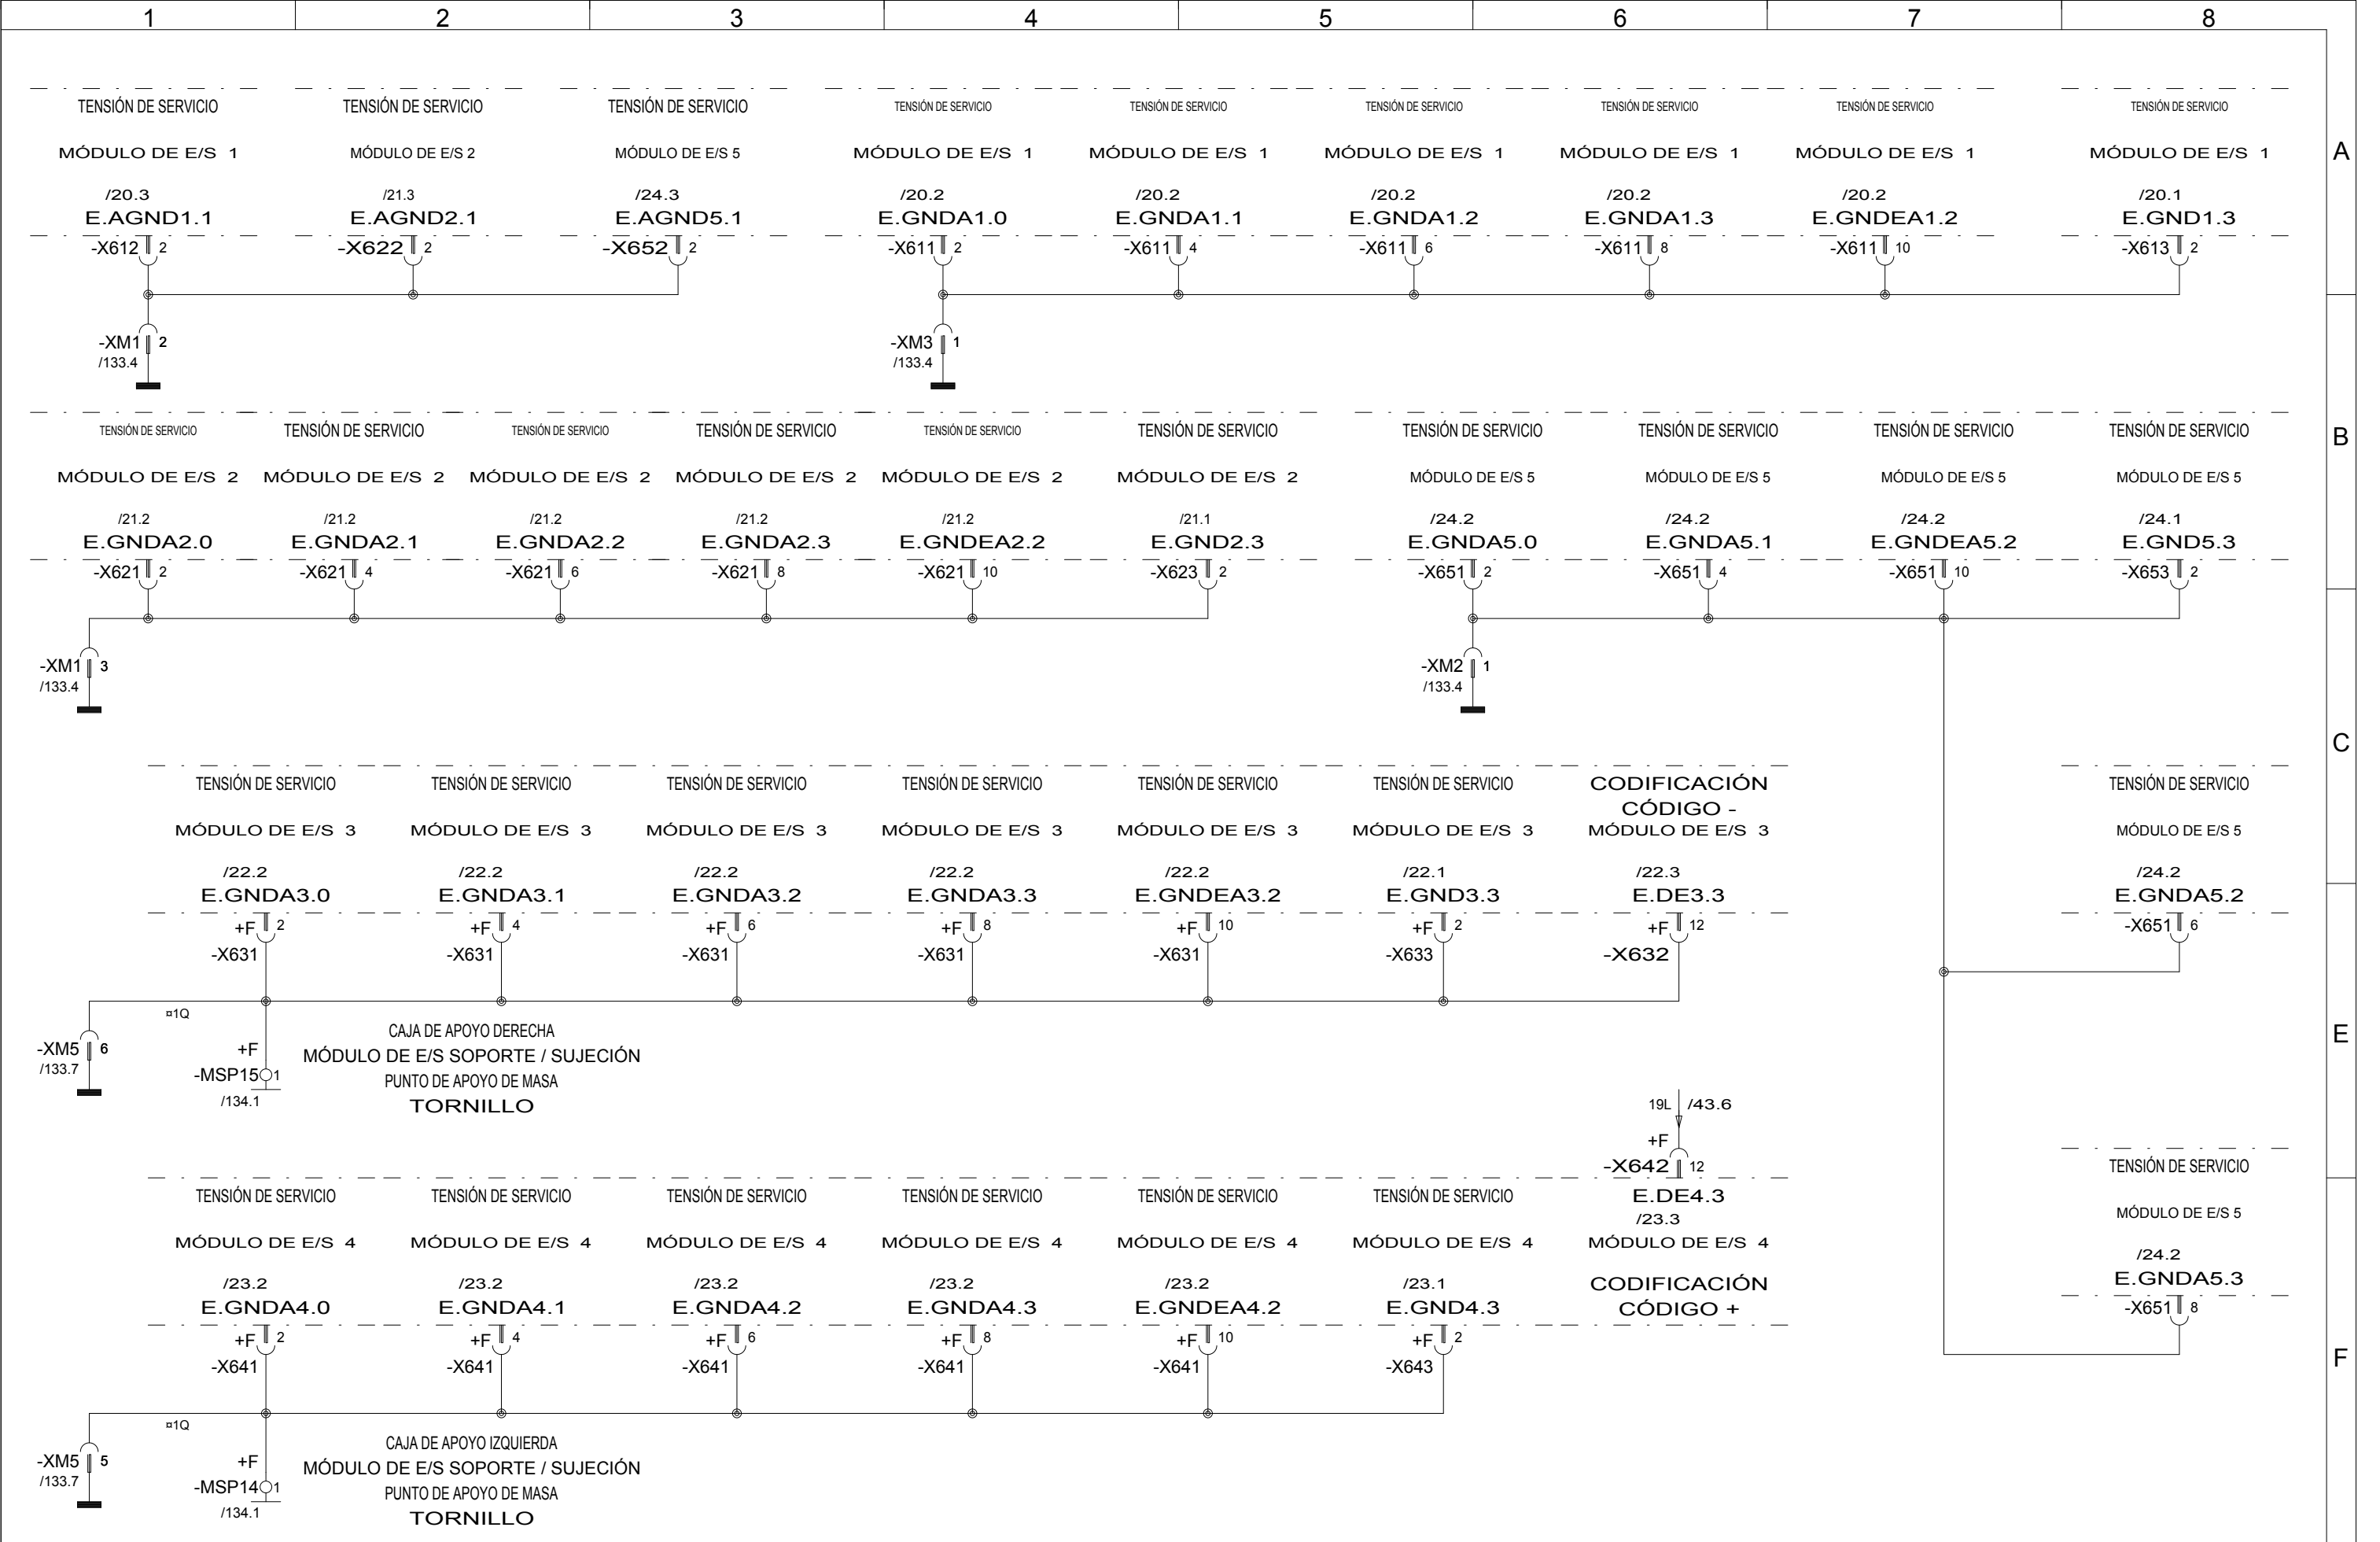 1 2 3 4 5 6 7 8
TENSIÓN DE SERVICIO TENSIÓN DE SERVICIO TENSIÓN DE SERVICIO TENSIÓN DE SERVICIO TENSIÓN DE SERVICIO TENSIÓN DE SERVICIO TENSIÓN DE SERVICIO TENSIÓN DE SERVICIO TENSIÓN DE SERVICIO
MÓDULO DE E/S 1 MÓDULO DE E/S 2 MÓDULO DE E/S 5 MÓDULO DE E/S 1 MÓDULO DE E/S 1 MÓDULO DE E/S 1 MÓDULO DE E/S 1 MÓDULO DE E/S 1 MÓDULO DE E/S 1 A
/20.3 /21.3 /24.3 /20.2 /20.2 /20.2 /20.2 /20.2 /20.1
E.AGND1.1 E.AGND2.1 E.AGND5.1 E.GNDA1.0 E.GNDA1.1 E.GNDA1.2 E.GNDA1.3 E.GNDEA1.2 E.GND1.3
-X612 2 -X622 2 -X652 2 -X611 2 -X611 4 -X611 6 -X611 8 -X611 10 -X613 2
-XM1 2 -XM3 1
/133.4 /133.4
TENSIÓN DE SERVICIO TENSIÓN DE SERVICIO TENSIÓN DE SERVICIO TENSIÓN DE SERVICIO TENSIÓN DE SERVICIO TENSIÓN DE SERVICIO TENSIÓN DE SERVICIO TENSIÓN DE SERVICIO TENSIÓN DE SERVICIO TENSIÓN DE SERVICIO B
MÓDULO DE E/S 2 MÓDULO DE E/S 2 MÓDULO DE E/S 2 MÓDULO DE E/S 2 MÓDULO DE E/S 2 MÓDULO DE E/S 2 MÓDULO DE E/S 5 MÓDULO DE E/S 5 MÓDULO DE E/S 5 MÓDULO DE E/S 5
/21.2 /21.2 /21.2 /21.2 /21.2 /21.1 /24.2 /24.2 /24.2 /24.1
E.GNDA2.0 E.GNDA2.1 E.GNDA2.2 E.GNDA2.3 E.GNDEA2.2 E.GND2.3 E.GNDA5.0 E.GNDA5.1 E.GNDEA5.2 E.GND5.3
-X621 2 -X621 4 -X621 6 -X621 8 -X621 10 -X623 2 -X651 2 -X651 4 -X651 10 -X653 2
-XM1 3 -XM2 1
/133.4 /133.4
C
TENSIÓN DE SERVICIO TENSIÓN DE SERVICIO TENSIÓN DE SERVICIO TENSIÓN DE SERVICIO TENSIÓN DE SERVICIO TENSIÓN DE SERVICIO CODIFICACIÓN TENSIÓN DE SERVICIO
CÓDIGO -
MÓDULO DE E/S 3 MÓDULO DE E/S 3 MÓDULO DE E/S 3 MÓDULO DE E/S 3 MÓDULO DE E/S 3 MÓDULO DE E/S 3 MÓDULO DE E/S 3 MÓDULO DE E/S 5
/22.2 /22.2 /22.2 /22.2 /22.2 /22.1 /22.3 /24.2
E.GNDA3.0 E.GNDA3.1 E.GNDA3.2 E.GNDA3.3 E.GNDEA3.2 E.GND3.3 E.DE3.3 E.GNDA5.2
+F 2 +F 4 +F 6 +F 8 +F 10 +F 2 +F 12 -X651 6
-X631 -X631 -X631 -X631 -X631 -X633 -X632
¤1Q
CAJA DE APOYO DERECHA
-XM5 6 +F MÓDULO DE E/S SOPORTE / SUJECIÓN E
/133.7 -MSP15 1 PUNTO DE APOYO DE MASA
/134.1 TORNILLO
19L /43.6
+F
-X642 12 TENSIÓN DE SERVICIO
TENSIÓN DE SERVICIO TENSIÓN DE SERVICIO TENSIÓN DE SERVICIO TENSIÓN DE SERVICIO TENSIÓN DE SERVICIO TENSIÓN DE SERVICIO E.DE4.3
/23.3 MÓDULO DE E/S 5
MÓDULO DE E/S 4 MÓDULO DE E/S 4 MÓDULO DE E/S 4 MÓDULO DE E/S 4 MÓDULO DE E/S 4 MÓDULO DE E/S 4 MÓDULO DE E/S 4
/24.2
/23.2 /23.2 /23.2 /23.2 /23.2 /23.1 CODIFICACIÓN E.GNDA5.3
E.GNDA4.0 E.GNDA4.1 E.GNDA4.2 E.GNDA4.3 E.GNDEA4.2 E.GND4.3 CÓDIGO + -X651 8
+F 2 +F 4 +F 6 +F 8 +F 10 +F 2
-X641 -X641 -X641 -X641 -X641 -X643 F
¤1Q
CAJA DE APOYO IZQUIERDA
-XM5 5 +F MÓDULO DE E/S SOPORTE / SUJECIÓN
/133.7 -MSP14 1 PUNTO DE APOYO DE MASA
/134.1 TORNILLO